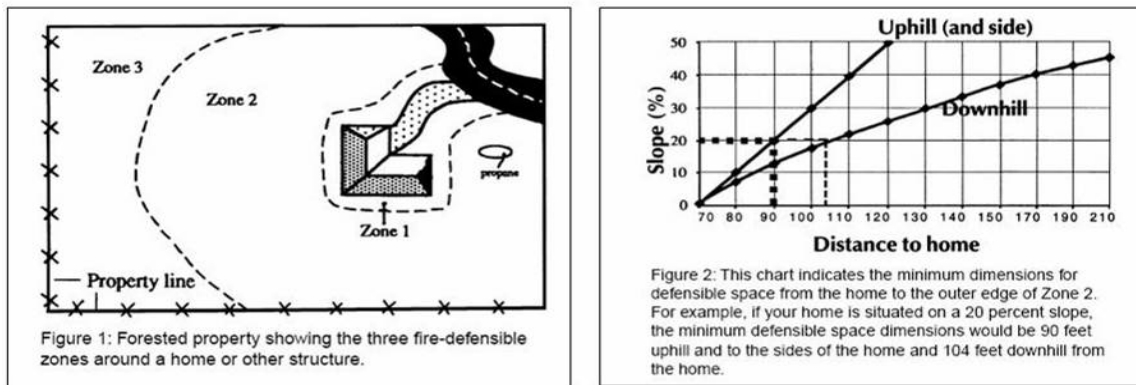 Zone 3
Zone 2
propane
Zone 1
Property line
Figure 1: Forested property showing the three fire-defensible
zones around a home or other structure.
Uphill (and side)
50
40
30
20
10
0
Slope (%)
Downhill
70 80 90 100 110 120 130 140 150 170 190 210
Distance to home
Figure 2: This chart indicates the minimum dimensions for
defensible space from the home to the outer edge of Zone 2.
For example, if your home is situated on a 20 percent slope,
the minimum defensible space dimensions would be 90 feet
uphill and to the sides of the home and 104 feet downhill from
the home.